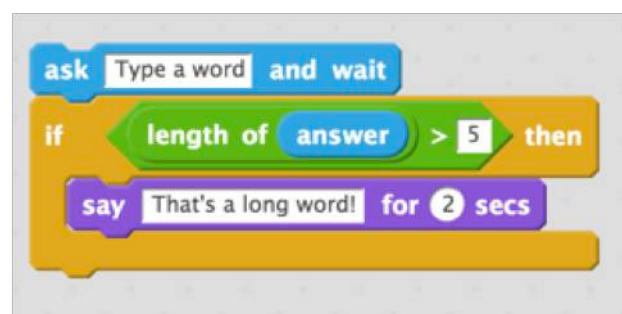 ask Type a word and wait
if length of answer > 5 then
say That's a long word! for 2 secs